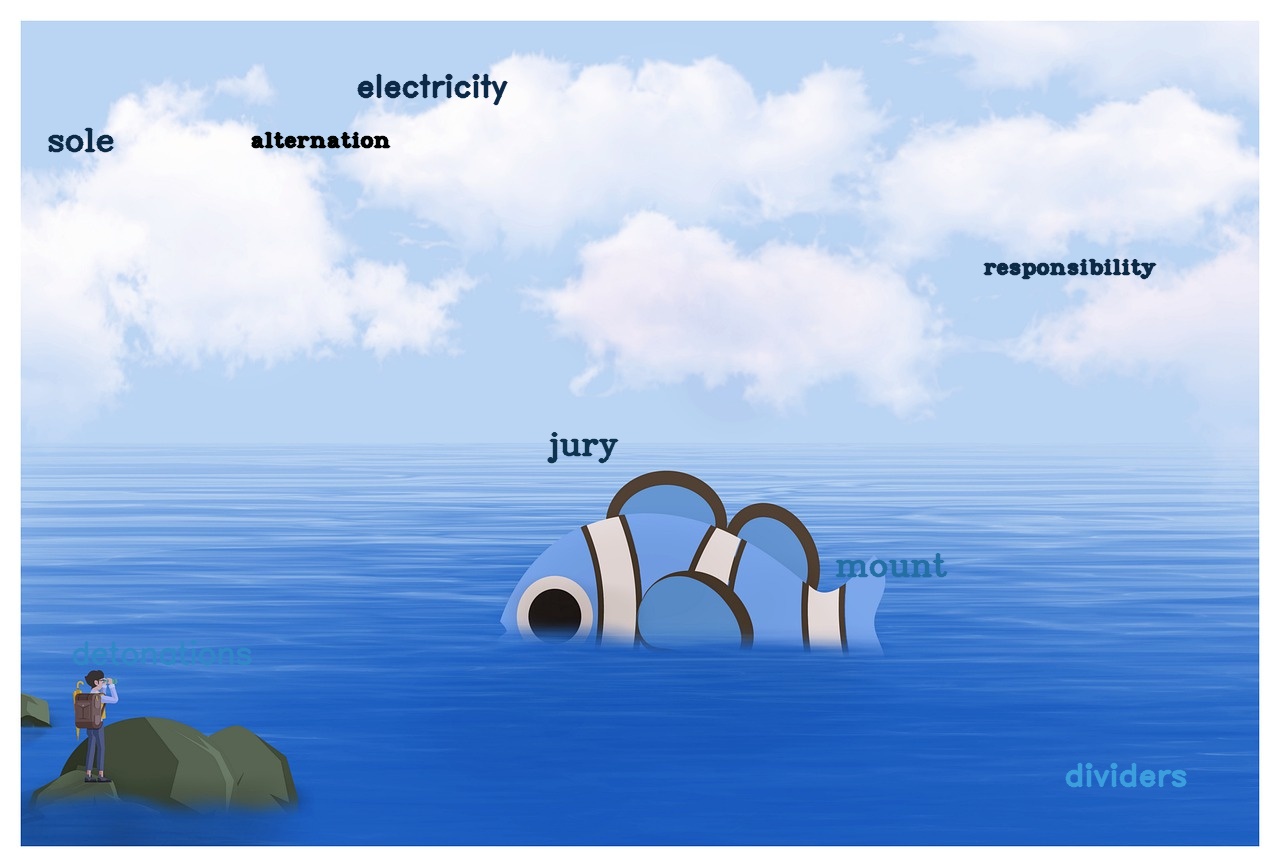 electricity
sole
alternation
responsibility
jury
mount
detonations
dividers